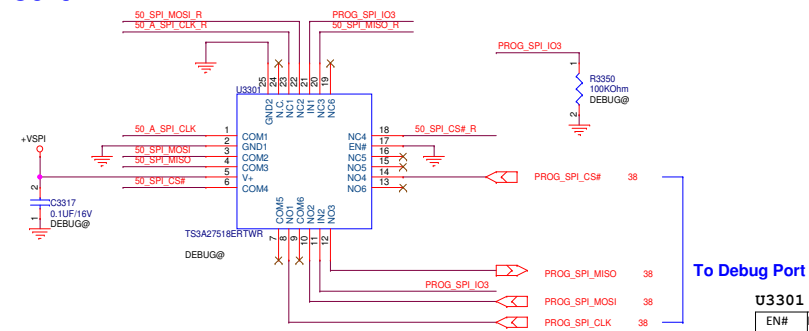 50_SPI_MOSI_R
50_A_SPI_CLK_R
PROG_SPI_IO3
50_SPI_MISO_R
PROG_SPI_IO3
1
R3350
100KOhm
DEBUG@
2
U3301
25
24
23
22
21
20
19
GND2
N.C.
NC1
NC2
IN1
NC3
NC6
50_A_SPI_CLK
1
COM1
2
GND1
50_SPI_MOSI
3
COM2
50_SPI_MISO
4
COM3
5
V+
50_SPI_CS#
6
COM4
NC4
18
50_SPI_CS#_R
EN#
17
NC5
16
NO5
15
NO4
14
NO6
13
+VSPI
2
C3317
0.1UF/16V
1
DEBUG@
COM5
NO1
COM6
NO2
IN2
NO3
7
8
9
10
11
12
TS3A27518ERTWR
DEBUG@
PROG_SPI_CS# 38
PROG_SPI_MISO 38
PROG_SPI_IO3
PROG_SPI_MOSI 38
PROG_SPI_CLK 38
To Debug Port
U3301
EN#